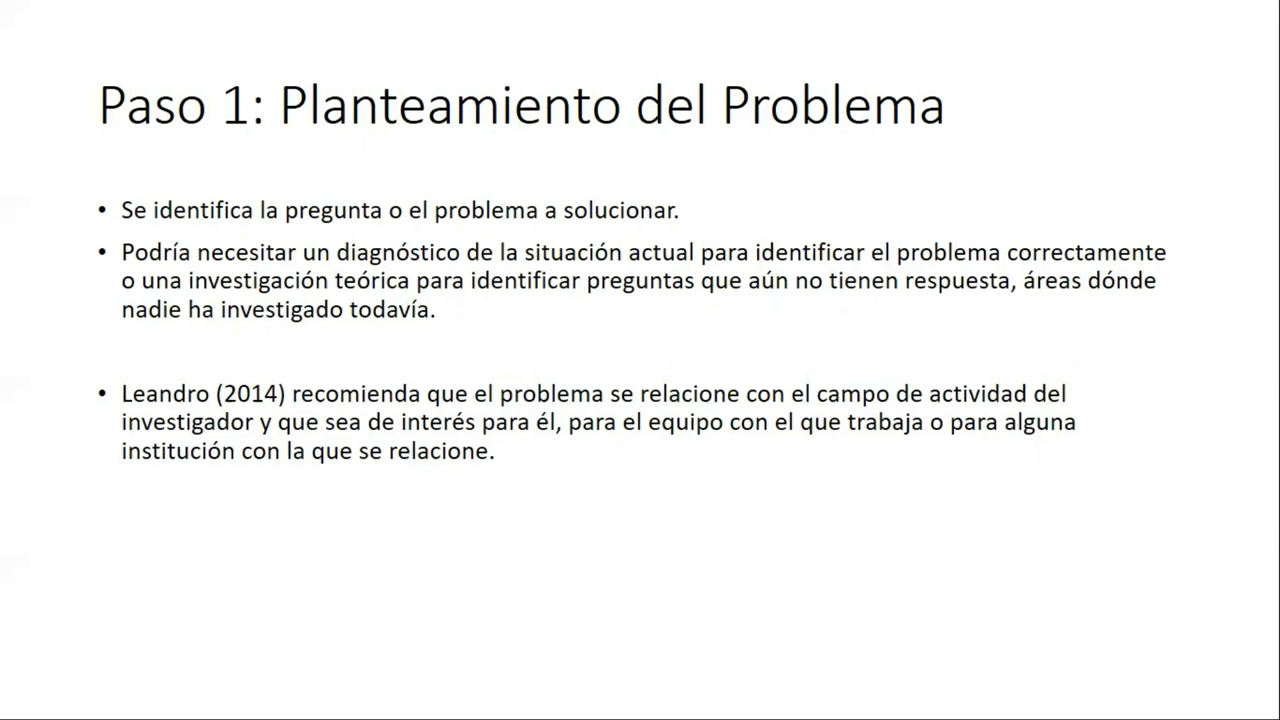 Paso 1: Planteamiento del Problema
• Se identifica la pregunta o el problema a solucionar.
• Podría necesitar un diagnóstico de la situación actual para identificar el problema correctamente
o una investigación teórica para identificar preguntas que aún no tienen respuesta, áreas dónde
nadie ha investigado todavía.
• Leandro (2014) recomienda que el problema se relacione con el campo de actividad del
investigador y que sea de interés para él, para el equipo con el que trabaja o para alguna
institución con la que se relacione.